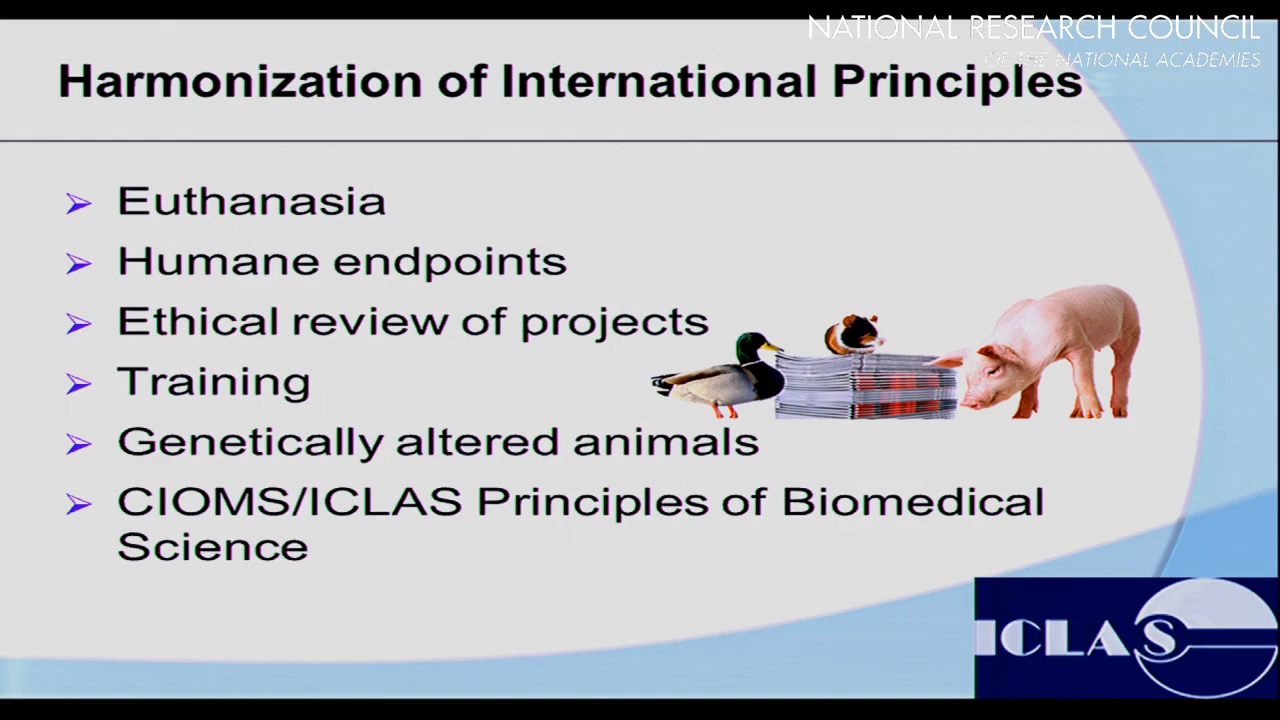 NATIONAL RESEARCH COUNCIL
OF THE NATIONAL ACADEMIES
Harmonization of International Principles
Euthanasia
Humane endpoints
Ethical review of projects
Training
Genetically altered animals
CIOMS/ICLAS Principles of Biomedical
Science
ICLAS